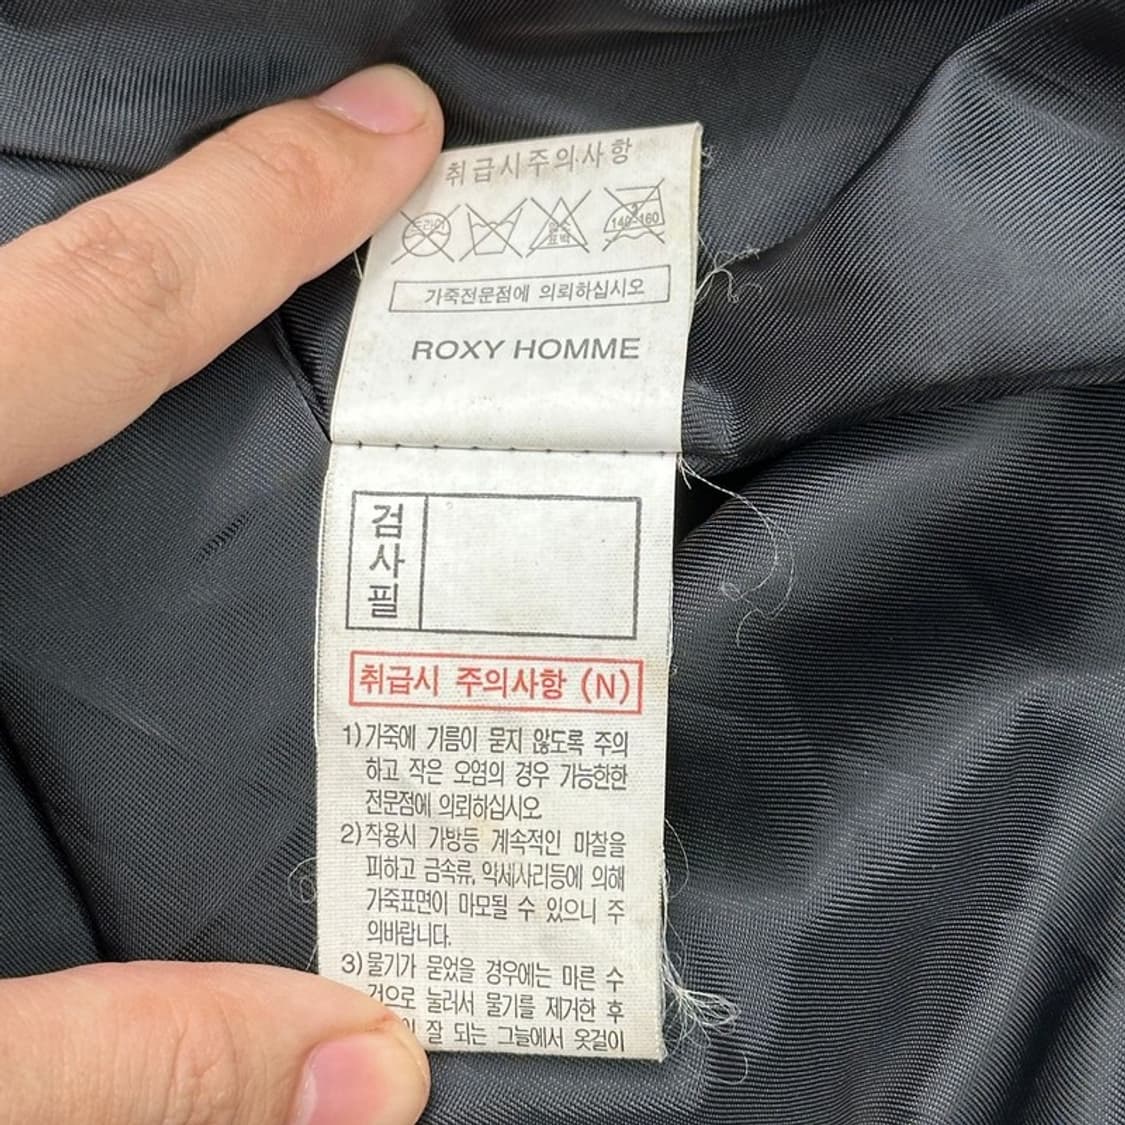 취급시주의사항
드라이
염소
표백
3
140~160
가죽전문점에 의뢰하십시오
ROXY HOMME
검
사
필
취급시 주의사항 (N)
1) 가죽에 기름이 묻지 않도록 주의
하고 작은 오염의 경우 가능한한
전문점에 의뢰하십시오
2) 착용시 가방등 계속적인 마찰을
피하고 금속류, 악세사리등에 의해
가죽표면이 마모될 수 있으니 주
의바랍니다.
3) 물기가 묻었을 경우에는 마른 수
건으로 눌러서 물기를 제거한 후
잘 되는 그늘에서 옷걸이